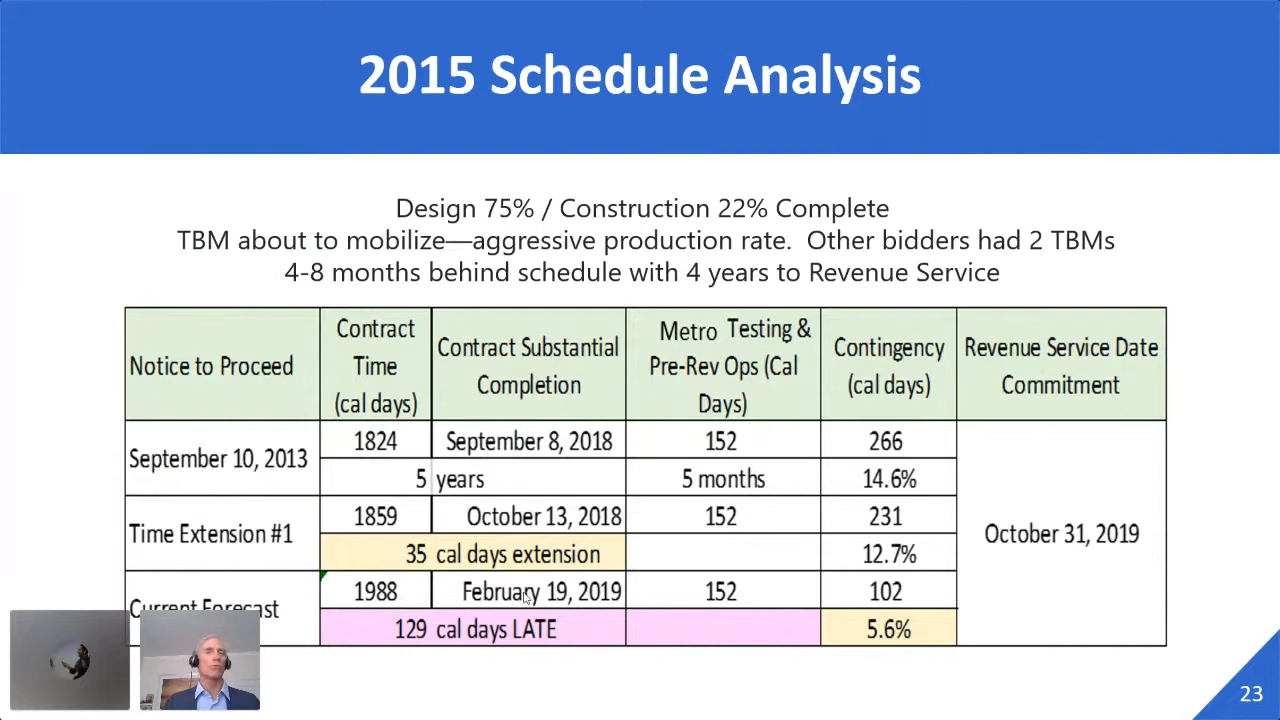 2015 Schedule Analysis
Design 75% / Construction 22% Complete
TBM about to mobilize—aggressive production rate.  Other bidders had 2 TBMs
4-8 months behind schedule with 4 years to Revenue Service
Notice to Proceed
Contract
Time
(cal days)
Contract Substantial
Completion
Metro Testing &
Pre-Rev Ops (Cal
Days)
Contingency
(cal days)
Revenue Service Date
Commitment
September 10, 2013
1824
September 8, 2018
152
266
5 years
5 months
14.6%
Time Extension #1
1859
October 13, 2018
152
231
October 31, 2019
35 cal days extension
12.7%
Current Forecast
1988
February 19, 2019
152
102
129 cal days LATE
5.6%
23